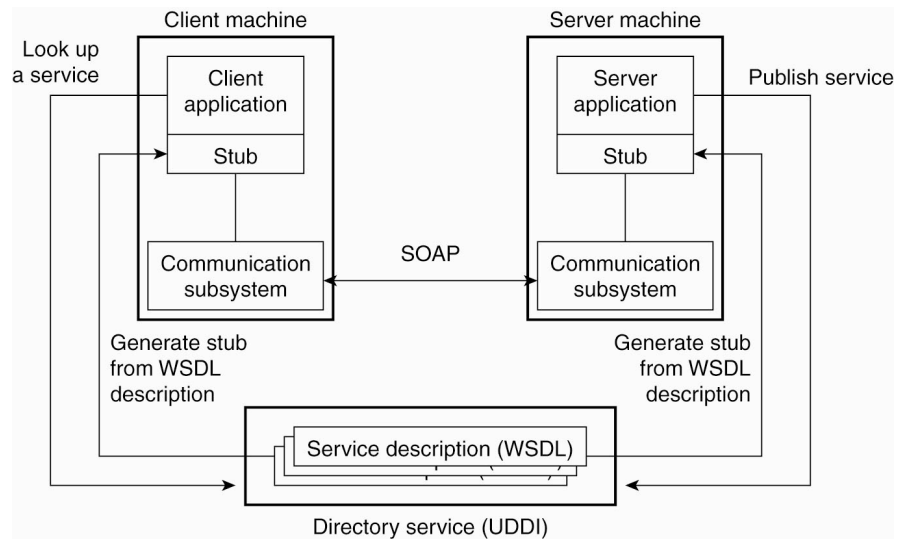 Client machine
Server machine
Look up
a service
Client
application
Server
application
Publish service
Stub
Stub
SOAP
Communication
subsystem
Communication
subsystem
Generate stub
from WSDL
description
Generate stub
from WSDL
description
Service description (WSDL)
Directory service (UDDI)